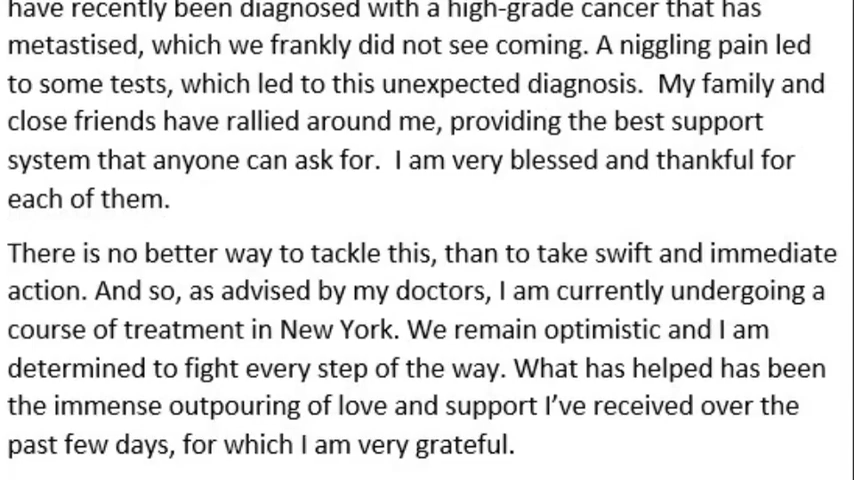 have recently been diagnosed with a high-grade cancer that has
metastised, which we frankly did not see coming. A niggling pain led
to some tests, which led to this unexpected diagnosis.  My family and
close friends have rallied around me, providing the best support
system that anyone can ask for.  I am very blessed and thankful for
each of them.
There is no better way to tackle this, than to take swift and immediate
action. And so, as advised by my doctors, I am currently undergoing a
course of treatment in New York. We remain optimistic and I am
determined to fight every step of the way. What has helped has been
the immense outpouring of love and support I’ve received over the
past few days, for which I am very grateful.